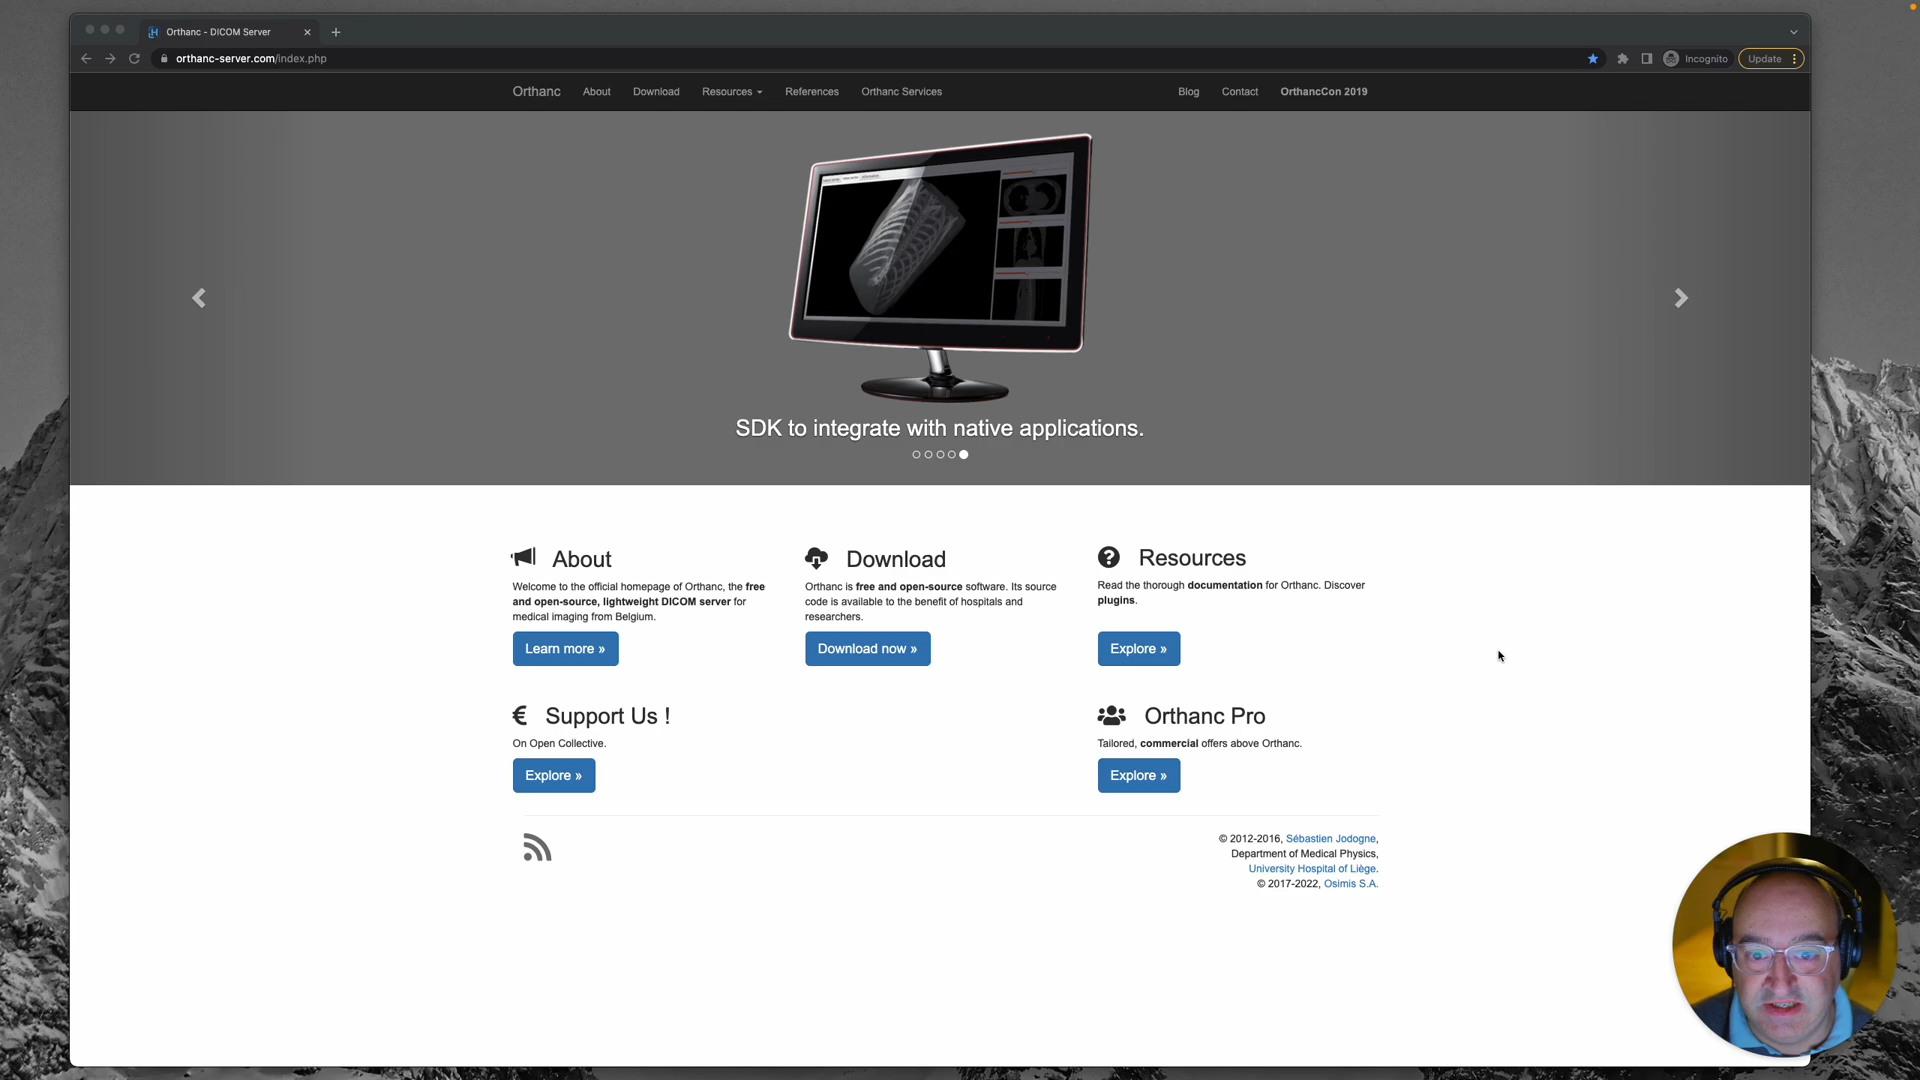 Orthanc - DICOM Server
orthanc-server.com/index.php
Incognito
Update
Orthanc About Download Resources References Orthanc Services Blog Contact OrthancCon 2019
SDK to integrate with native applications.
About
Welcome to the official homepage of Orthanc, the free
and open-source, lightweight DICOM server for
medical imaging from Belgium.
Learn more »
Download
Orthanc is free and open-source software. Its source
code is available to the benefit of hospitals and
researchers.
Download now »
Resources
Read the thorough documentation for Orthanc. Discover
plugins.
Explore »
Support Us !
On Open Collective.
Explore »
Orthanc Pro
Tailored, commercial offers above Orthanc.
Explore »
© 2012-2016, Sébastien Jodogne,
Department of Medical Physics,
University Hospital of Liège.
© 2017-2022, Osimis S.A.